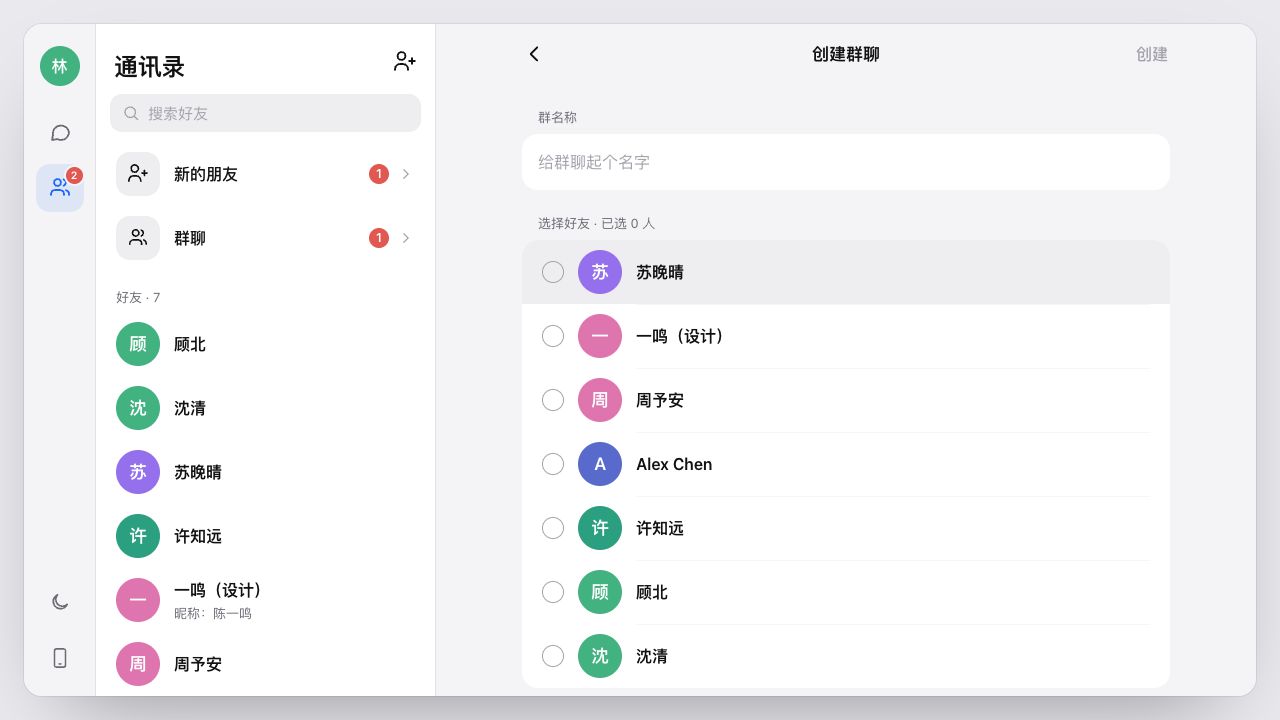 林
2
通讯录
搜索好友
新的朋友
1
群聊
1
好友 · 7
顾
顾北
沈
沈清
苏
苏晚晴
许
许知远
一
一鸣（设计）
昵称：陈一鸣
周
周予安
创建群聊
创建
群名称
给群聊起个名字
选择好友 · 已选 0 人
苏
苏晚晴
一
一鸣（设计）
周
周予安
A
Alex Chen
许
许知远
顾
顾北
沈
沈清